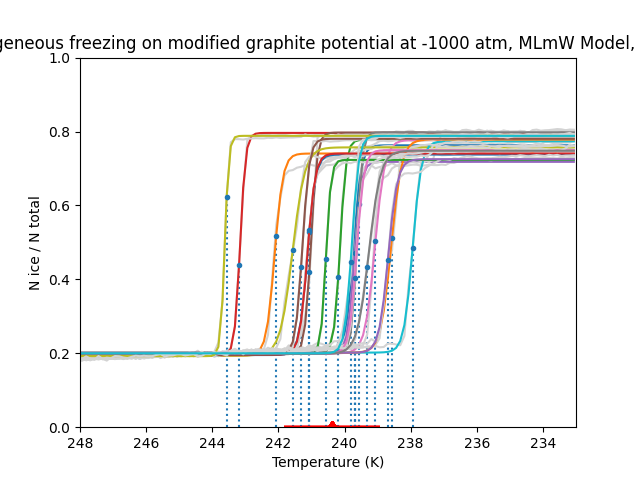 geneous freezing on modified graphite potential at -1000 atm, MLmW Model,
1.0
0.8
0.6
0.4
0.2
0.0
N ice / N total
248 246 244 242 240 238 236 234
Temperature (K)